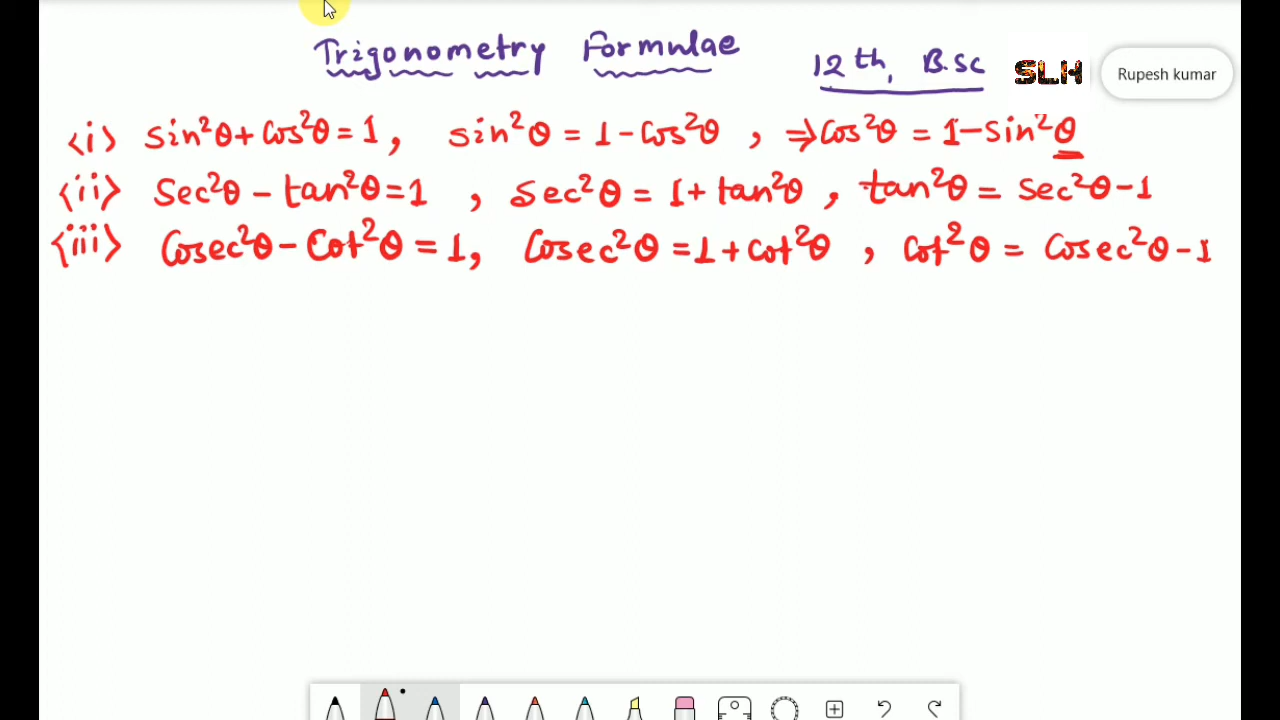 Trigonometry Formulae 12th, B.Sc SLH Rupesh kumar
<i> sin²θ + cos²θ = 1, sin²θ = 1 - cos²θ, ⇒ cos²θ = 1 - sin²θ
<ii> sec²θ - tan²θ = 1, sec²θ = 1 + tan²θ, tan²θ = sec²θ - 1
<iii> cosec²θ - cot²θ = 1, cosec²θ = 1 + cot²θ, cot²θ = cosec²θ - 1